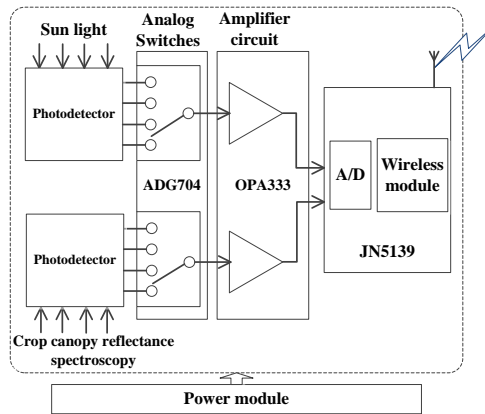 Sun light
Analog
Switches
Amplifier
circuit
Photodetector
ADG704
OPA333
A/D
Wireless
module
JN5139
Photodetector
Crop canopy reflectance
spectroscopy
Power module